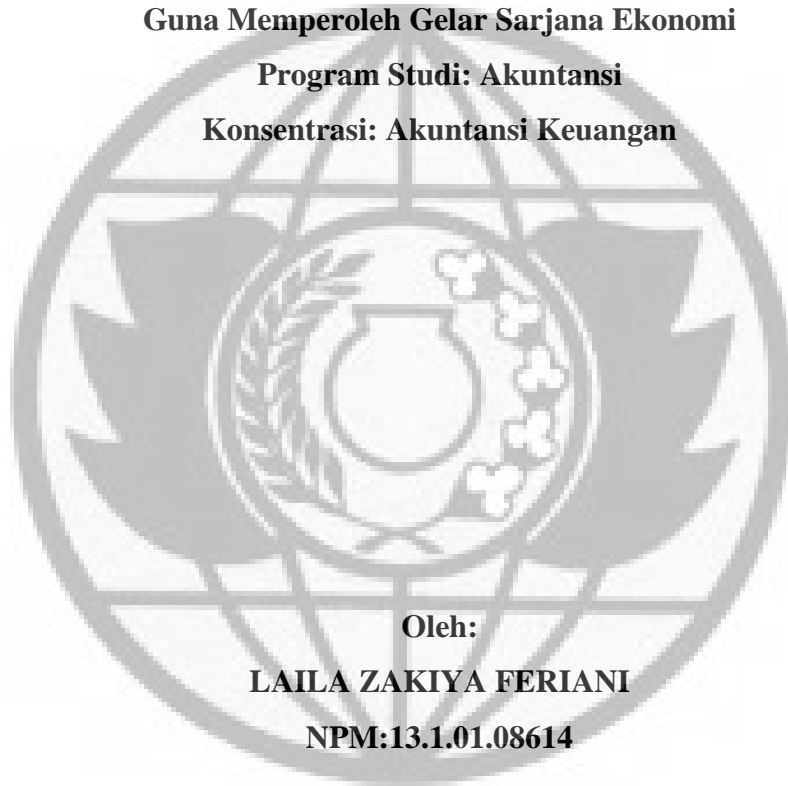 Guna Memperoleh Gelar Sarjana Ekonomi
Program Studi: Akuntansi
Konsentrasi: Akuntansi Keuangan
Oleh:
LAILA ZAKIYA FERIANI
NPM:13.1.01.08614